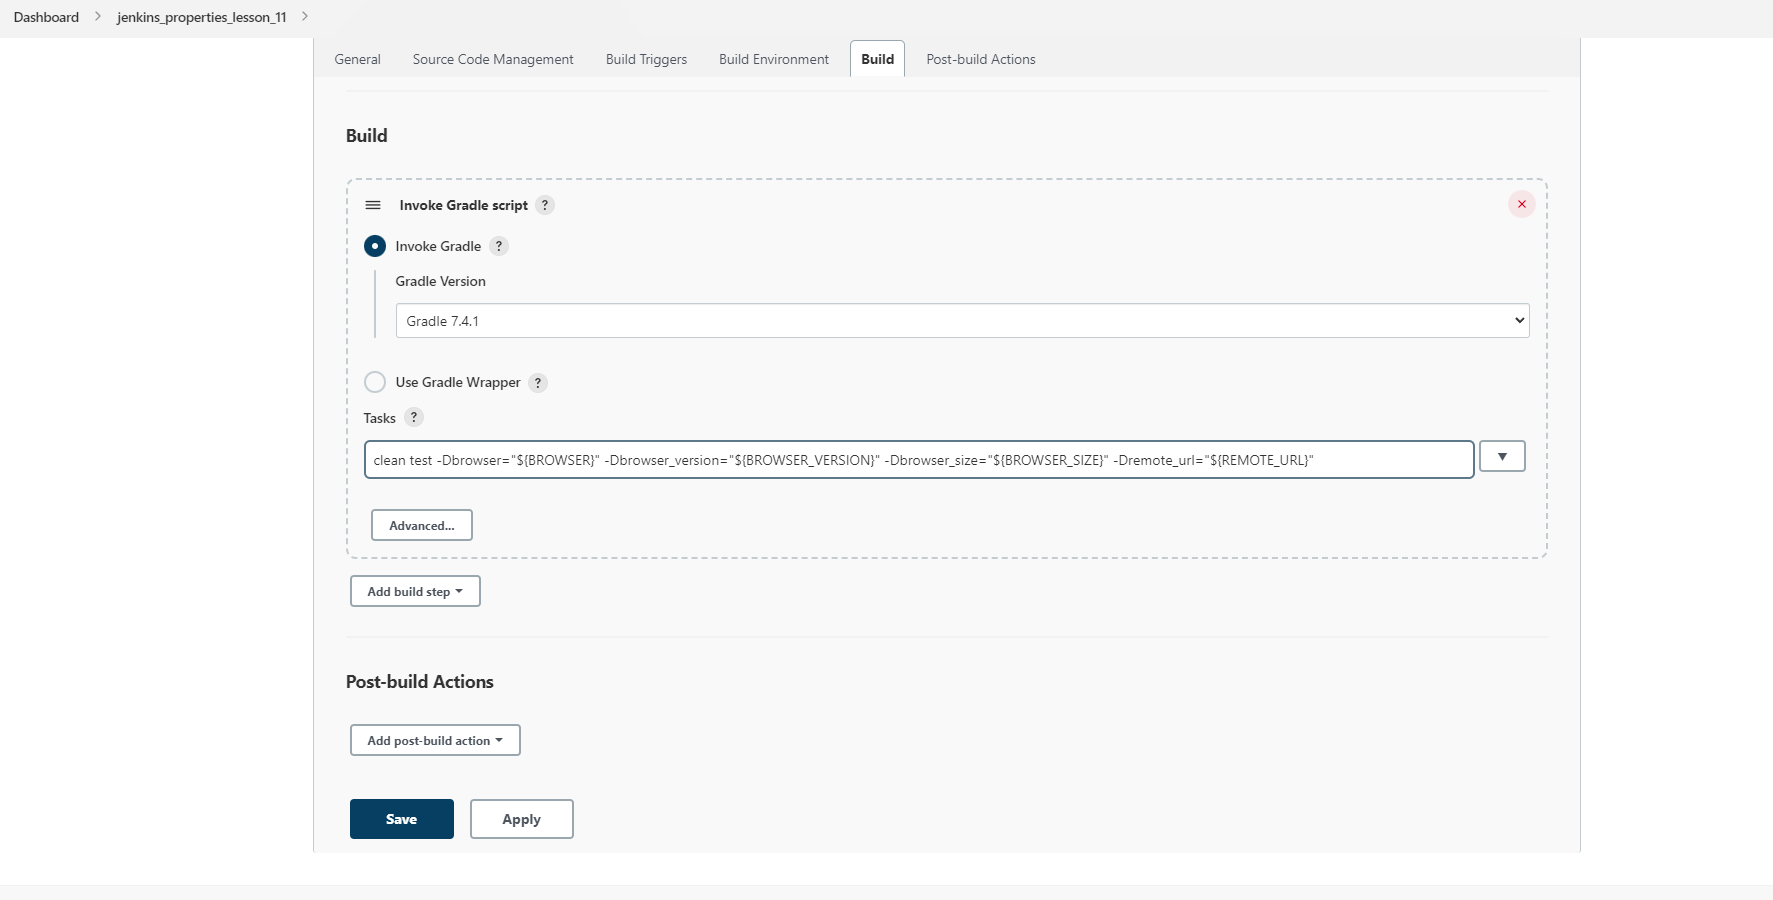 Dashboard > jenkins_properties_lesson_11 >
General Source Code Management Build Triggers Build Environment Build Post-build Actions
Build
Invoke Gradle script ?
Invoke Gradle ?
Gradle Version
Gradle 7.4.1
Use Gradle Wrapper ?
Tasks ?
clean test -Dbrowser="${BROWSER}" -Dbrowser_version="${BROWSER_VERSION}" -Dbrowser_size="${BROWSER_SIZE}" -Dremote_url="${REMOTE_URL}"
Advanced...
Add build step
Post-build Actions
Add post-build action
Save Apply